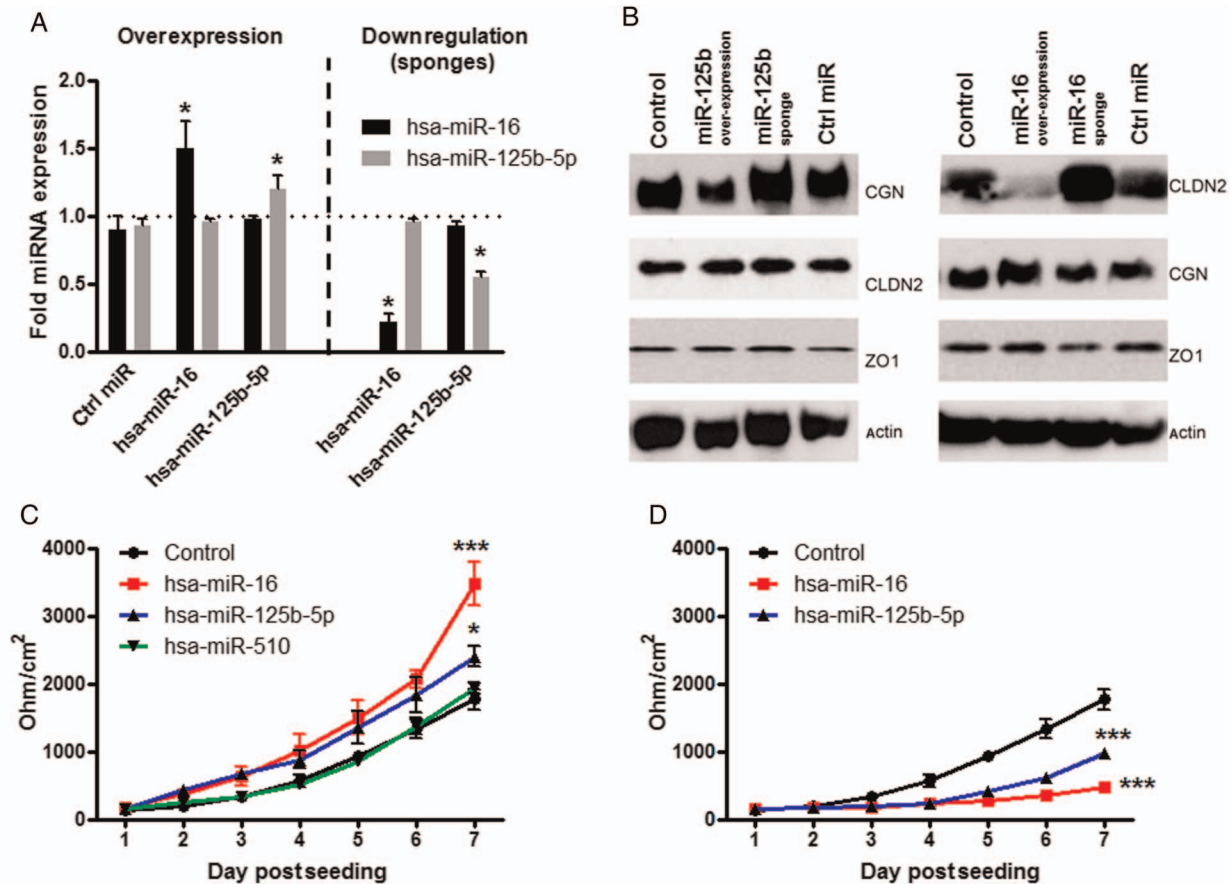 A
Overexpression
Downregulation
(sponges)
Fold miRNA expression
2.0
1.5
1.0
0.5
0.0
*
*
*
*
hsa-miR-16
hsa-miR-125b-5p
Ctrl miR
hsa-miR-16
hsa-miR-125b-5p
hsa-miR-16
hsa-miR-125b-5p
B
Control
miR-125b
over-expression
miR-125b
sponge
Ctrl miR
CGN
CLDN2
ZO1
Actin
Control
miR-16
over-expression
miR-16
sponge
Ctrl miR
CLDN2
CGN
ZO1
Actin
C
Ohm/cm2
4000
3000
2000
1000
0
Control
hsa-miR-16
hsa-miR-125b-5p
hsa-miR-510
***
*
1 2 3 4 5 6 7
Day post seeding
D
Ohm/cm2
4000
3000
2000
1000
0
Control
hsa-miR-16
hsa-miR-125b-5p
***
***
1 2 3 4 5 6 7
Day post seeding